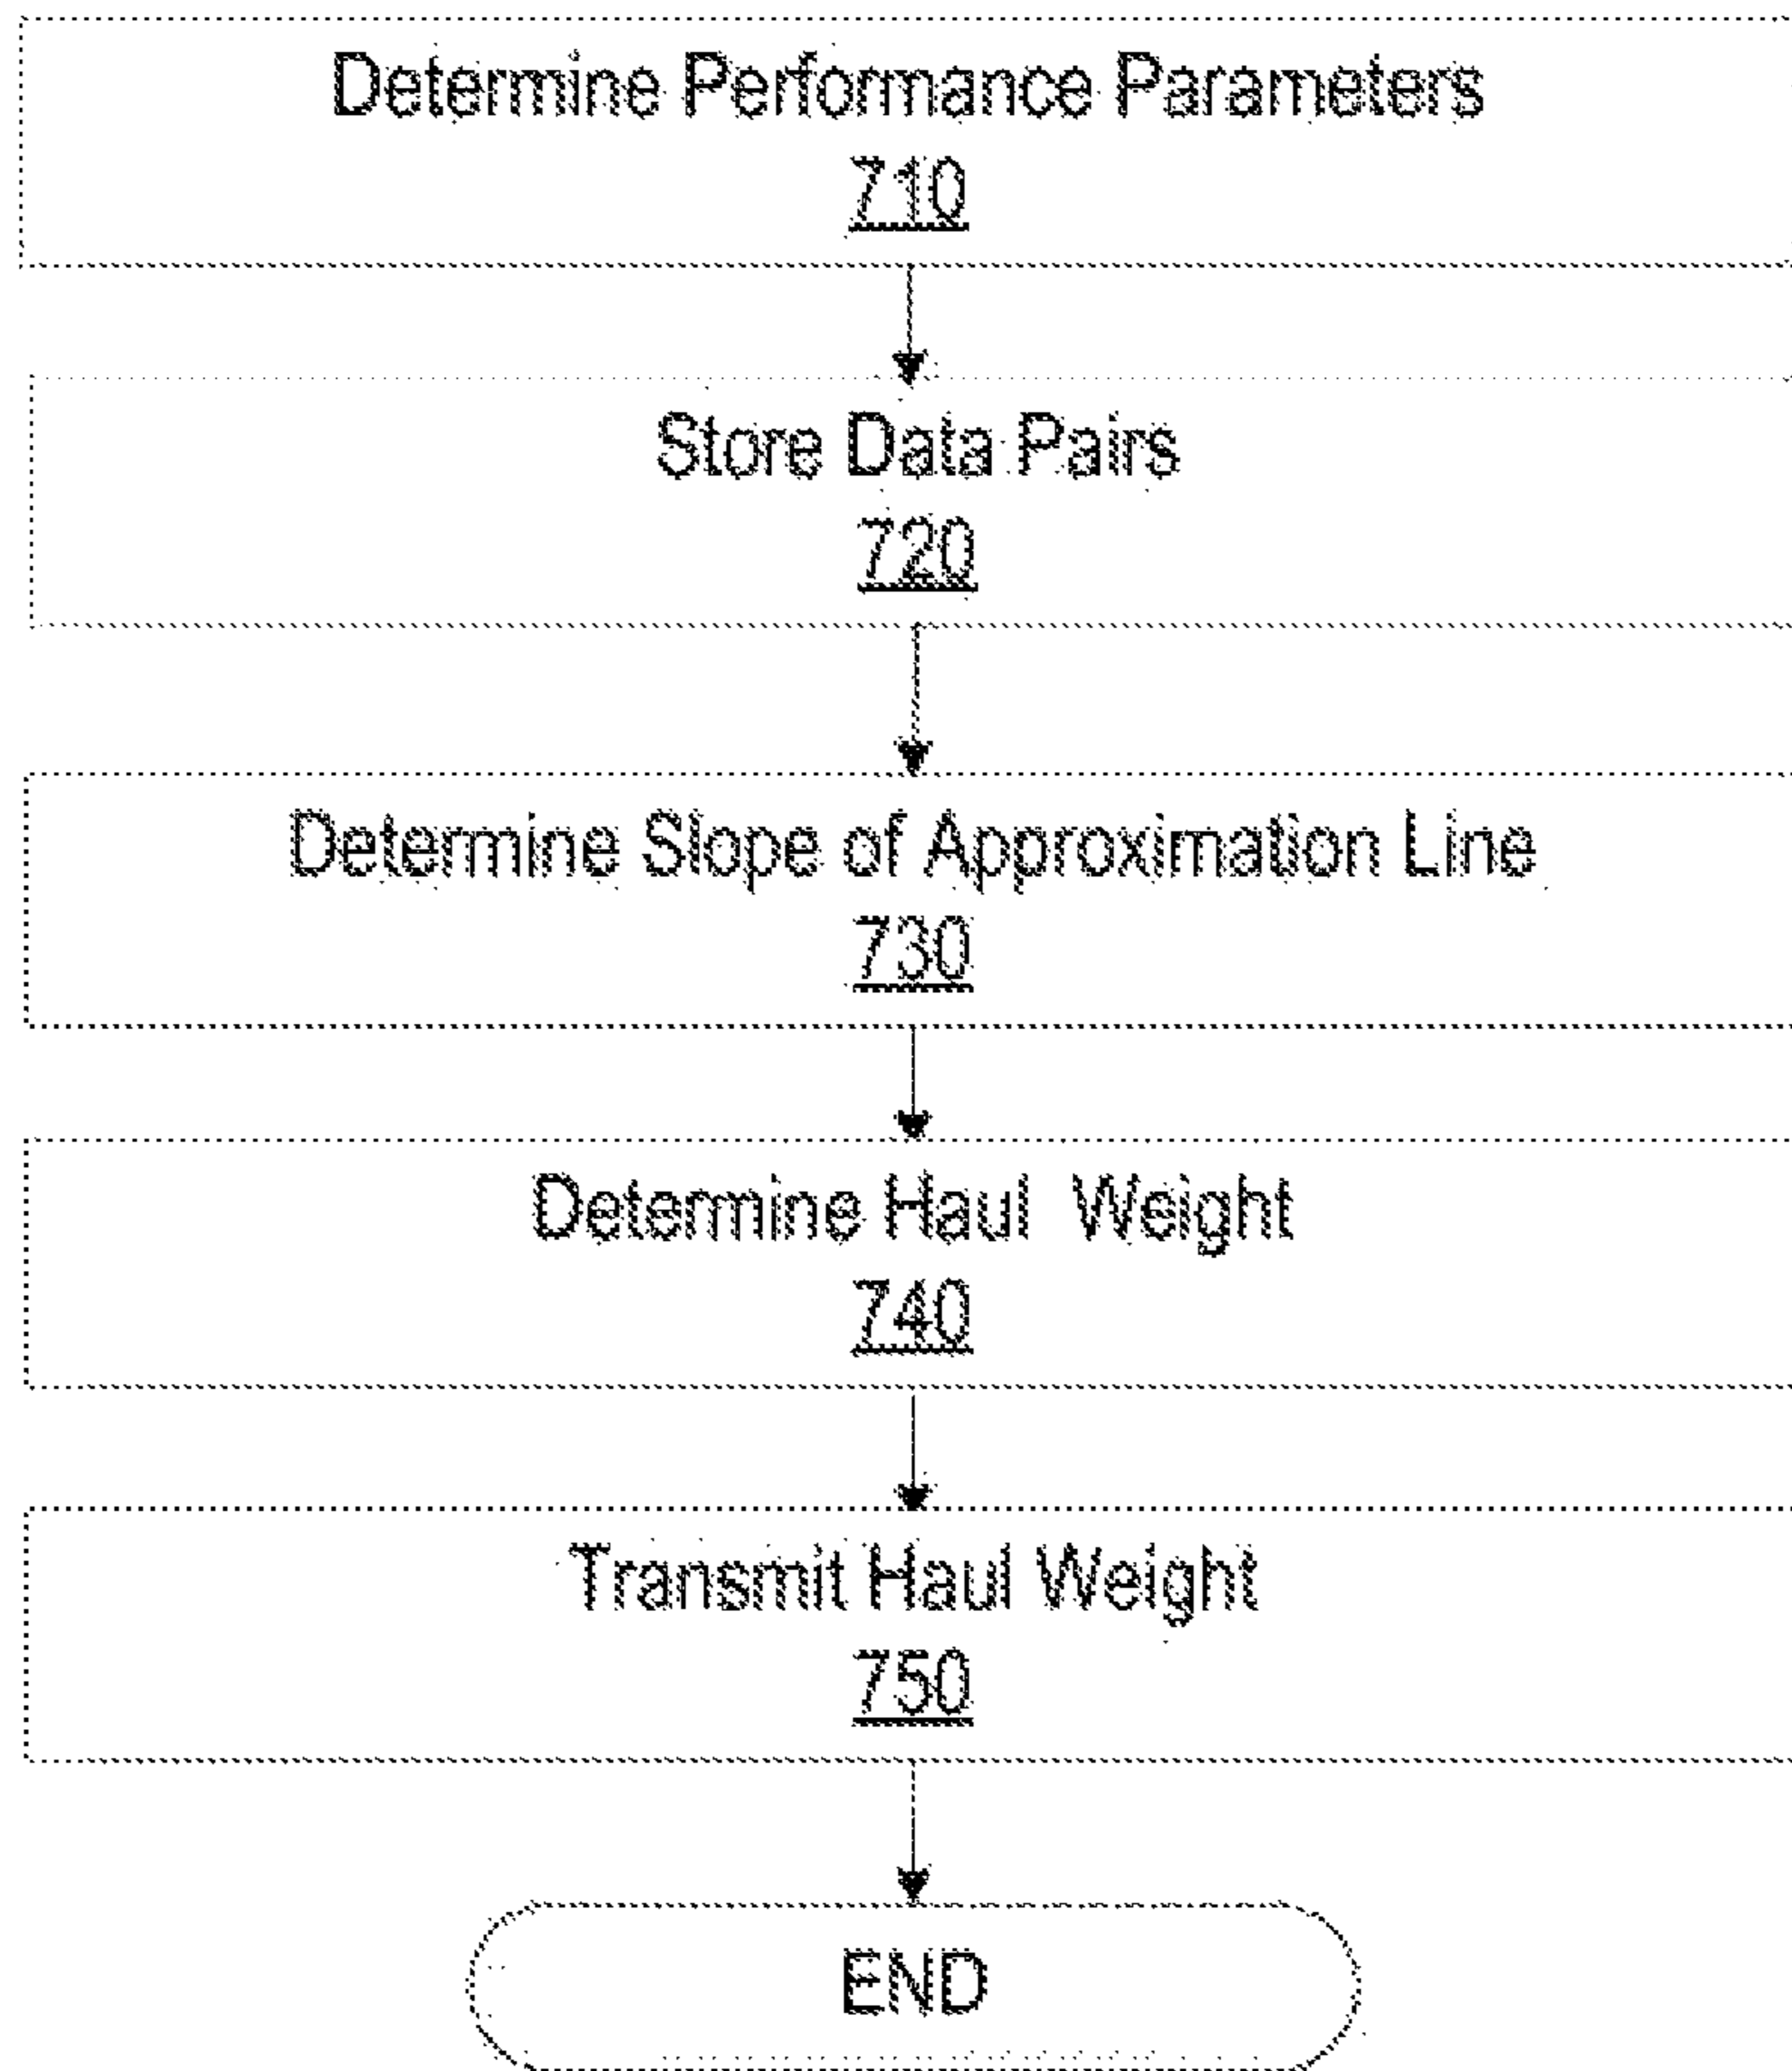 Determine Performance Parameters
710
Store Data Pairs
720
Determine Slope of Approximation Line
730
Determine Haul Weight
740
Transmit Haul Weight
750
END